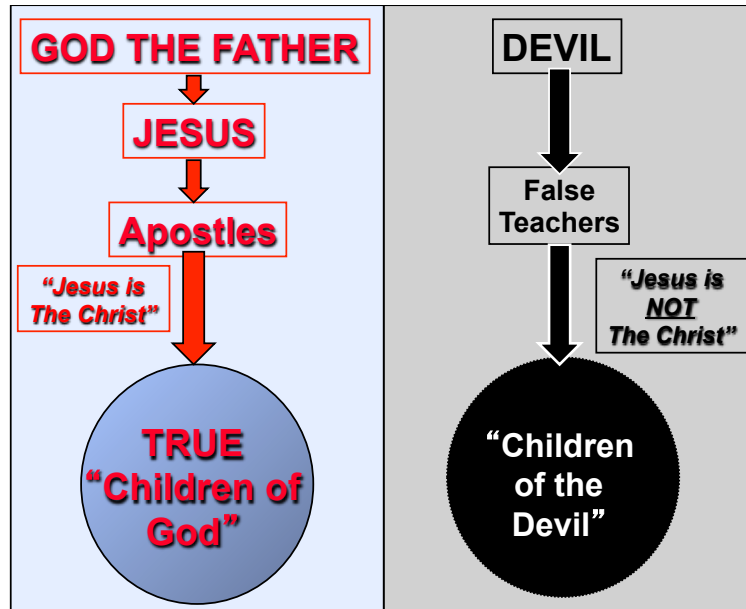 GOD THE FATHER
JESUS
Apostles
“Jesus is
The Christ”
TRUE
“Children of
God”
DEVIL
False
Teachers
“Jesus is
NOT
The Christ”
“Children
of the
Devil”